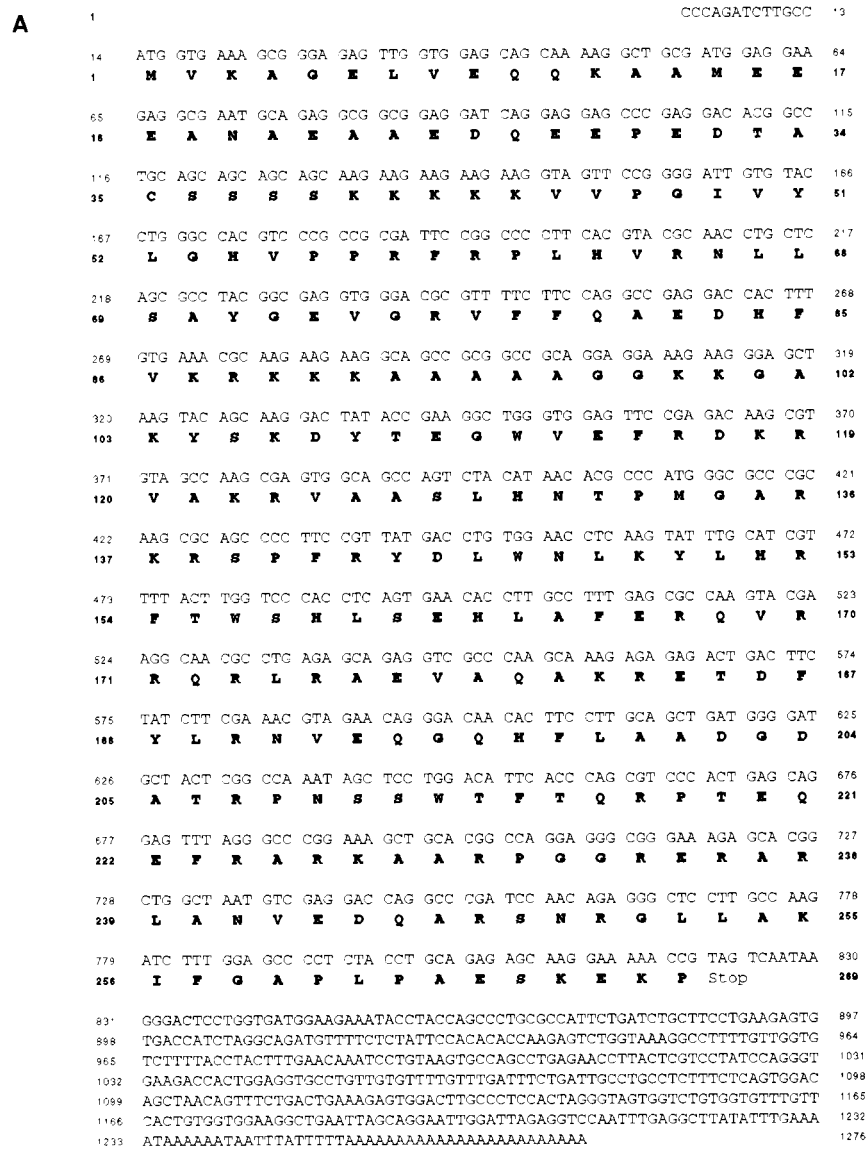 A
1 CCCAGATCTTGCC 13
14 ATG GTG AAA GCG GGA GAG TTG GTG GAG CAG CAA AAG GCT GCG ATG GAG GAA 64
1 M V K A G E L V E Q Q K A A M E E 17
65 GAG GCG AAT GCA GAG GCG GCG GAG GAT CAG GAG GAG CCC GAG GAC ACG GCC 115
18 E A N A E A A E D Q E E P E D T A 34
116 TGC AGC AGC AGC AGC AAG AAG AAG AAG AAG GTA GTT CCG GGG ATT GTG TAC 166
35 C S S S S K K K K K V V P G I V Y 51
167 CTG GGC CAC GTC CCG CCG CGA TTC CGG CCC CTT CAC GTA CGC AAC CTG CTC 217
52 L G H V P P R F R P L H V R N L L 68
218 AGC GCC TAC GGC GAG GTG GGA CGC GTT TTC TTC CAG GCC GAG GAC CAC TTT 268
69 S A Y G E V G R V F F Q A E D H F 85
269 GTG AAA CGC AAG AAG AAG GCA GCC GCG GCC GCA GGA GGA AAG AAG GGA GCT 319
86 V K R K K K A A A A G G K K G A 102
320 AAG TAC AGC AAG GAC TAT ACC GAA GGC TGG GTG GAG TTC CGA GAC AAG CGT 370
103 K Y S K D Y T E G W V E F R D K R 119
371 GTA GCC AAG CGA GTG GCA GCC AGT CTA CAT AAC ACG CCC ATG GGC GCC CGC 421
120 V A K R V A A S L H N T P M G A R 136
422 AAG CGC AGC CCC TTC CGT TAT GAC CTG TGG AAC CTC AAG TAT TTG CAT CGT 472
137 K R S P F R Y D L W N L K Y L H R 153
473 TTT ACT TGG TCC CAC CTC AGT GAA CAC CTT GCC TTT GAG CGC CAA GTA CGA 523
154 F T W S H L S E H L A F E R Q V R 170
524 AGG CAA CGC CTG AGA GCA GAG GTC GCC CAA GCA AAG AGA GAG ACT GAC TTC 574
171 R Q R L R A E V A Q A K R E T D F 187
575 TAT CTT CGA AAC GTA GAA CAG GGA CAA CAC TTC CTT GCA GCT GAT GGG GAT 625
188 Y L R N V E Q G Q H F L A A D G D 204
626 GCT ACT CGG CCA AAT AGC TCC TGG ACA TTC ACC CAG CGT CCC ACT GAG CAG 676
205 A T R P N S S W T F T Q R P T E Q 221
677 GAG TTT AGG GCC CGG AAA GCT GCA CGG CCA GGA GGG CGG GAA AGA GCA CGG 727
222 E F R A R K A A R P G G R E R A R 238
728 CTG GCT AAT GTC GAG GAC CAG GCC CGA TCC AAC AGA GGG CTC CTT GCC AAG 778
239 L A N V E D Q A R S N R G L L A K 255
779 ATC TTT GGA GCC CCT CTA CCT GCA GAG AGC AAG GAA AAA CCG TAG TCAATAA 830
256 I F G A P L P A E S K E K P Stop 269
831 GGGACTCCTGGTGATGGAAGAAATACCTACCAGCCCTGCGCCATTCTGATCTGCTTCCTGAAGAGTG 897
898 TGACCATCTAGGCAGATGTTTTCTCTATTCCACACACCAAGAGTCTGGTAAAGGCCTTTTGTTGGTG 964
965 TCTTTTACCTACTTTGAACAAATCCTGTAAGTGCCAGCCTGAGAACCTTACTCGTCCTATCCAGGGT 1031
1032 GAAGACCACTGGAGGTGCCTGTTGTGTTTTGTTTGATTTCTGATTGCCTGCCTCTTTCTCAGTGGAC 1098
1099 AGCTAACAGTTTCTGACTGAAAGAGTGGACTTGCCCTCCACTAGGGTAGTGGTCTGTGGTGTTTGTT 1165
1166 CACTGTGGTGGAAGGCTGAATTAGCAGGAATTGGATTAGAGGTCCAATTTGAGGCTTATATTTGAAA 1232
1233 ATAAAAAATAATTTATTTTTAAAAAAAAAAAAAAAAAAAAAAAA 1276